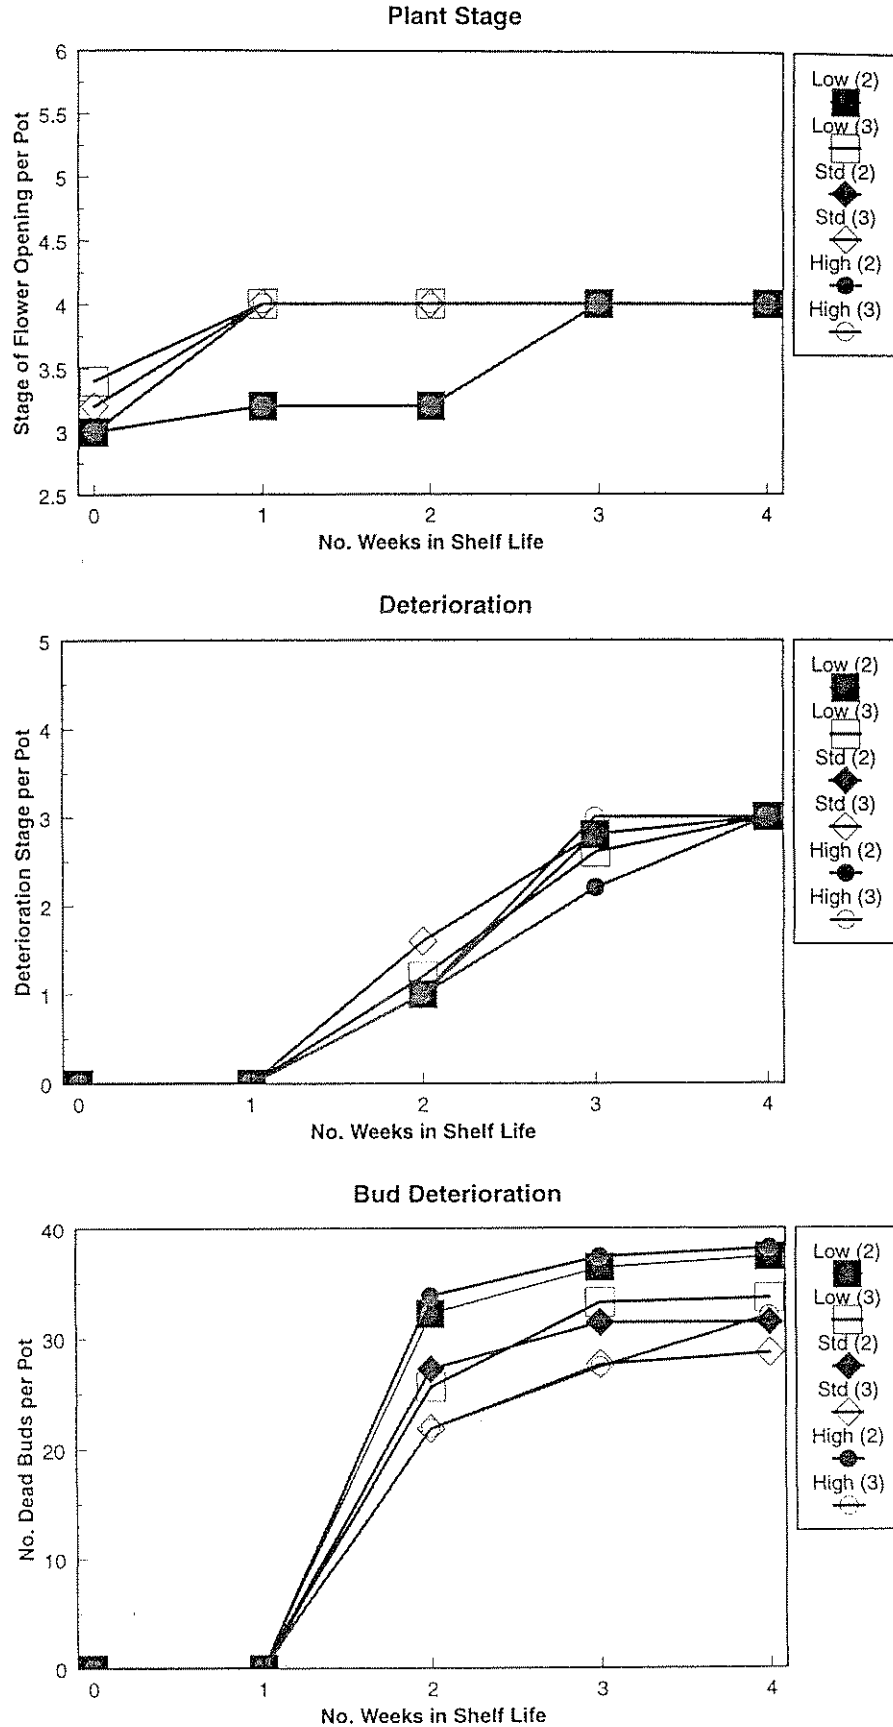 Plant Stage
Stage of Flower Opening per Pot
6
5.5
5
4.5
4
3.5
3
2.5
0 1 2 3 4
No. Weeks in Shelf Life
Low (2)
Low (3)
Std (2)
Std (3)
High (2)
High (3)
Deterioration
Deterioration Stage per Pot
5
4
3
2
1
0
0 1 2 3 4
No. Weeks in Shelf Life
Low (2)
Low (3)
Std (2)
Std (3)
High (2)
High (3)
Bud Deterioration
No. Dead Buds per Pot
40
30
20
10
0
0 1 2 3 4
No. Weeks in Shelf Life
Low (2)
Low (3)
Std (2)
Std (3)
High (2)
High (3)